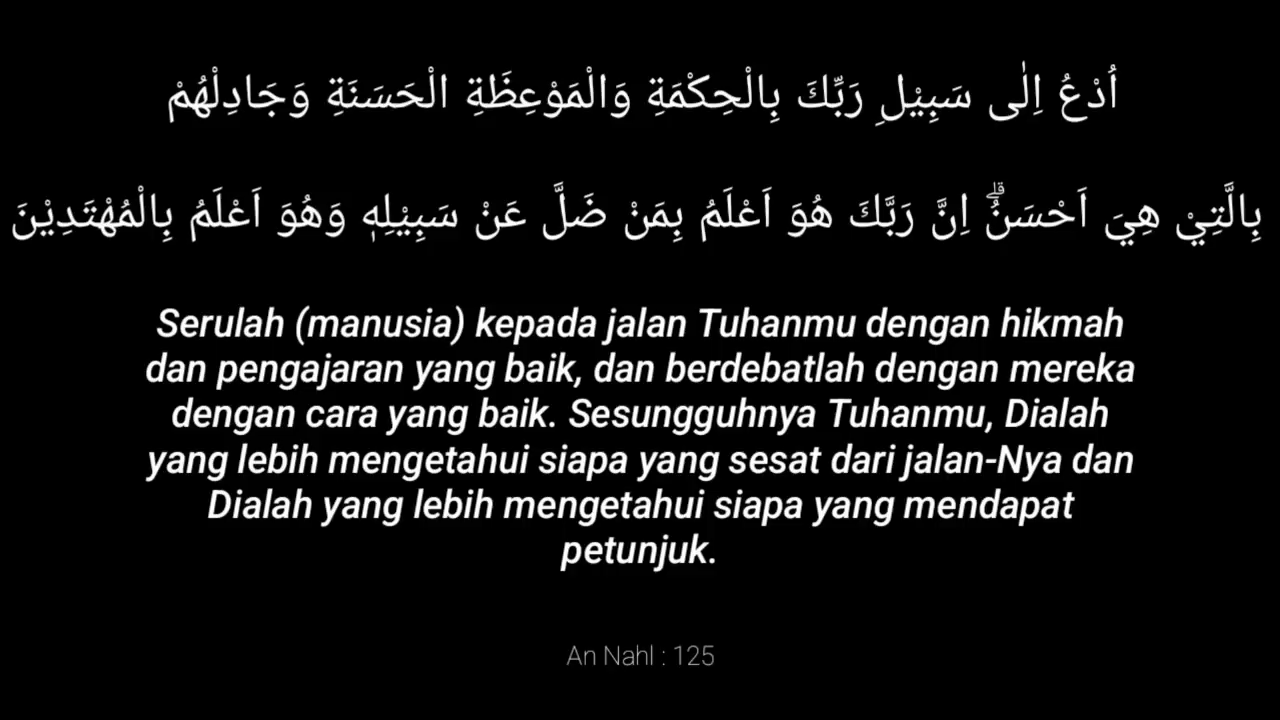 اُدْعُ اِلٰى سَبِيْلِ رَبِّكَ بِالْحِكْمَةِ وَالْمَوْعِظَةِ الْحَسَنَةِ وَجَادِلْهُمْ
بِالَّتِيْ هِيَ اَحْسَنُۗ اِنَّ رَبَّكَ هُوَ اَعْلَمُ بِمَنْ ضَلَّ عَنْ سَبِيْلِهٖ وَهُوَ اَعْلَمُ بِالْمُهْتَدِيْنَ
Serulah (manusia) kepada jalan Tuhanmu dengan hikmah
dan pengajaran yang baik, dan berdebatlah dengan mereka
dengan cara yang baik. Sesungguhnya Tuhanmu, Dialah
yang lebih mengetahui siapa yang sesat dari jalan-Nya dan
Dialah yang lebih mengetahui siapa yang mendapat
petunjuk.
An Nahl : 125